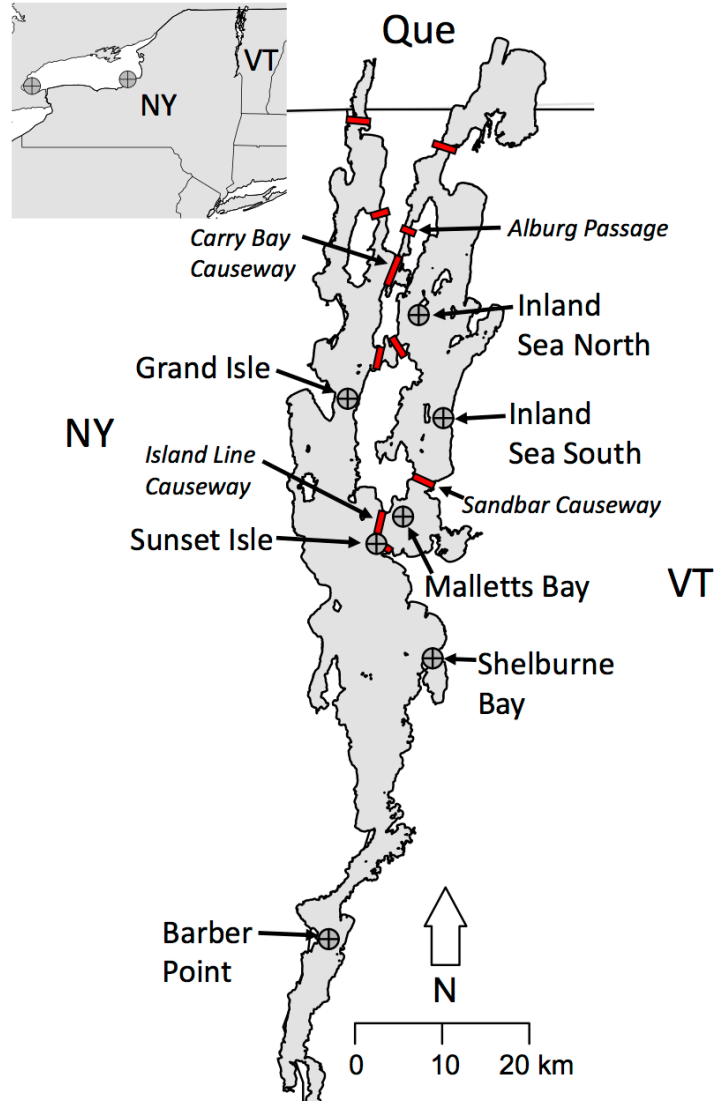 Que
VT
NY
Carry Bay
Causeway
Alburg Passage
Inland
Sea North
Grand Isle
NY
Inland
Sea South
Island Line
Causeway
Sandbar Causeway
Sunset Isle
Malletts Bay
VT
Shelburne
Bay
Barber
Point
N
0 10 20 km